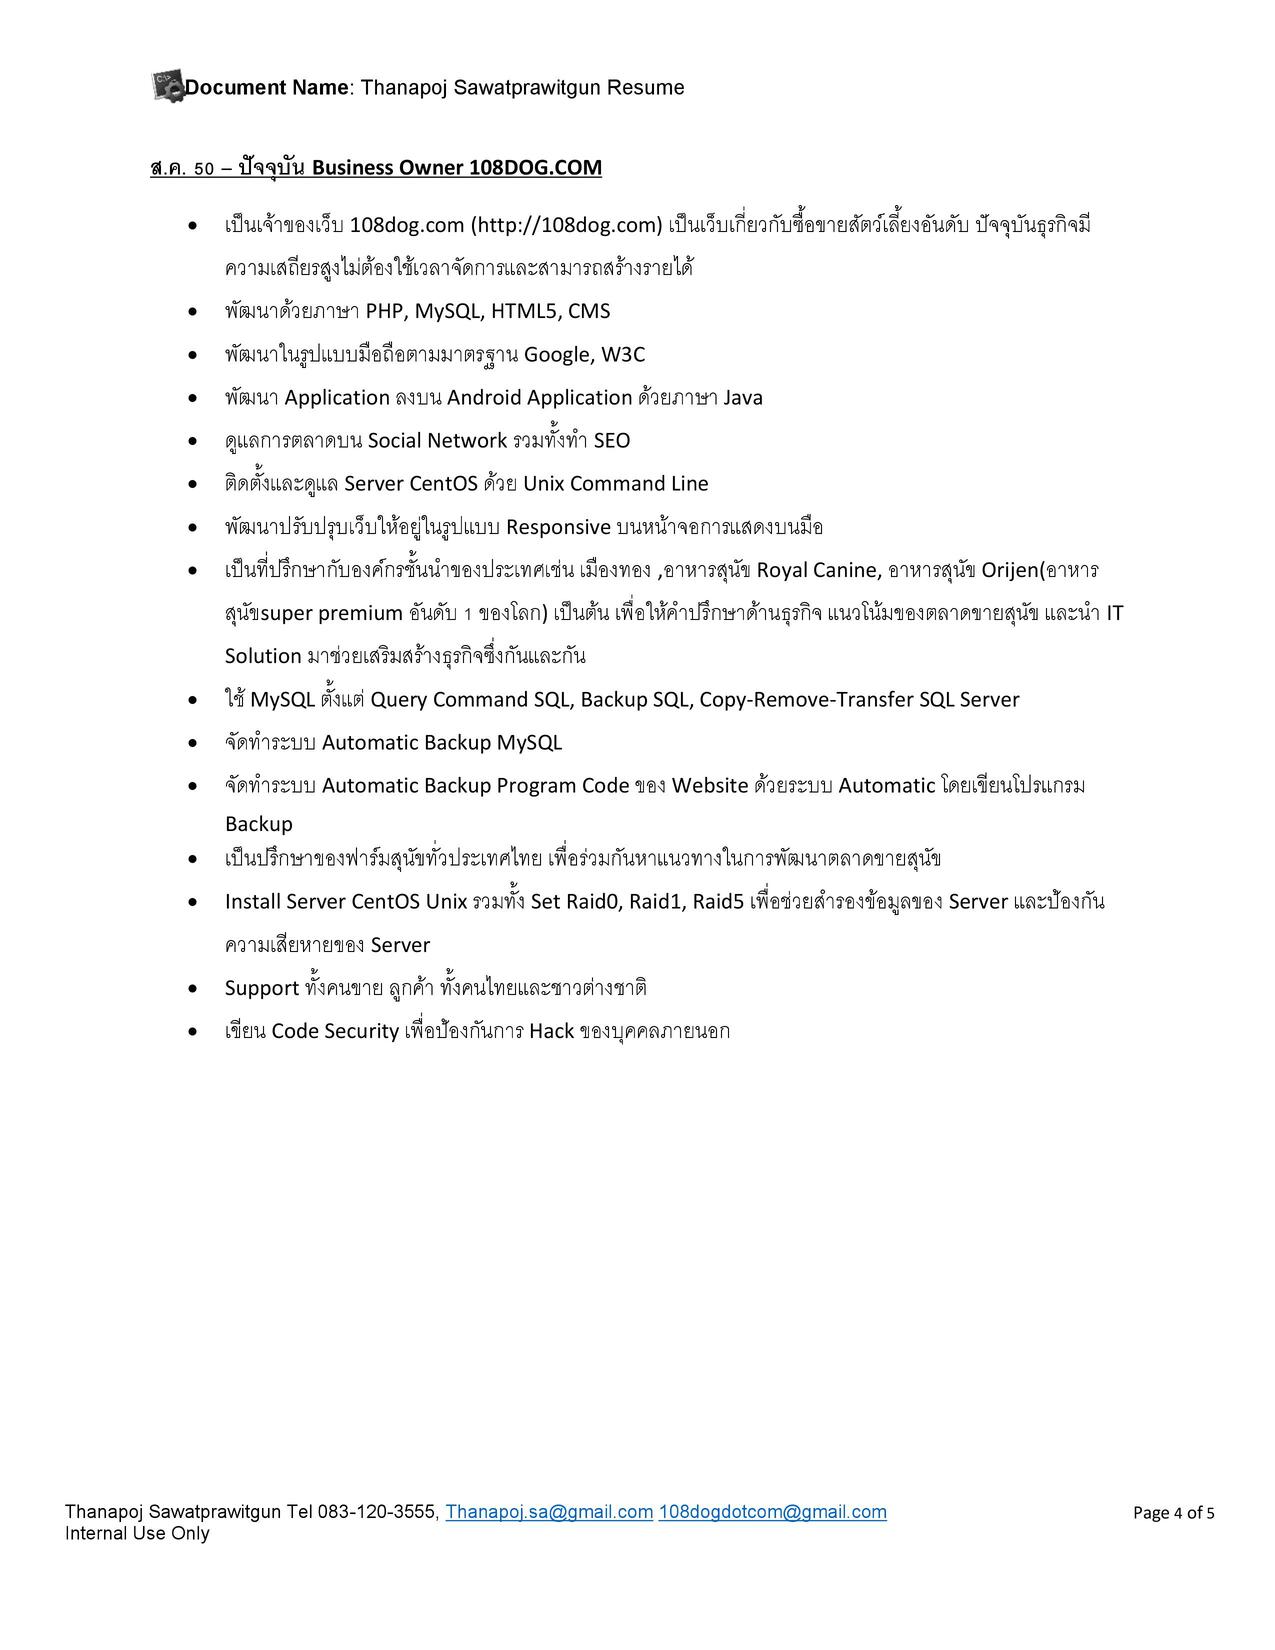 Document Name: Thanapoj Sawatprawitgun Resume
ส.ค. 50 – ปัจจุบัน Business Owner 108DOG.COM
• เป็นเจ้าของเว็บ 108dog.com (http://108dog.com) เป็นเว็บเกี่ยวกับซื้อขายสัตว์เลี้ยงอันดับ ปัจจุบันธุรกิจมี
ความเสถียรสูงไม่ต้องใช้เวลาจัดการและสามารถสร้างรายได้
• พัฒนาด้วยภาษา PHP, MySQL, HTML5, CMS
• พัฒนาในรูปแบบมือถือตามมาตรฐาน Google, W3C
• พัฒนา Application ลงบน Android Application ด้วยภาษา Java
• ดูแลการตลาดบน Social Network รวมทั้งทำ SEO
• ติดตั้งและดูแล Server CentOS ด้วย Unix Command Line
• พัฒนาปรับปรุบเว็บให้อยู่ในรูปแบบ Responsive บนหน้าจอการแสดงบนมือ
• เป็นที่ปรึกษากับองค์กรชั้นนำของประเทศเช่น เมืองทอง ,อาหารสุนัข Royal Canine, อาหารสุนัข Orijen(อาหาร
สุนัขsuper premium อันดับ 1 ของโลก) เป็นต้น เพื่อให้คำปรึกษาด้านธุรกิจ แนวโน้มของตลาดขายสุนัข และนำ IT
Solution มาช่วยเสริมสร้างธุรกิจซึ่งกันและกัน
• ใช้ MySQL ตั้งแต่ Query Command SQL, Backup SQL, Copy-Remove-Transfer SQL Server
• จัดทำระบบ Automatic Backup MySQL
• จัดทำระบบ Automatic Backup Program Code ของ Website ด้วยระบบ Automatic โดยเขียนโปรแกรม
Backup
• เป็นปรึกษาของฟาร์มสุนัขทั่วประเทศไทย เพื่อร่วมกันหาแนวทางในการพัฒนาตลาดขายสุนัข
• Install Server CentOS Unix รวมทั้ง Set Raid0, Raid1, Raid5 เพื่อช่วยสำรองข้อมูลของ Server และป้องกัน
ความเสียหายของ Server
• Support ทั้งคนขาย ลูกค้า ทั้งคนไทยและชาวต่างชาติ
• เขียน Code Security เพื่อป้องกันการ Hack ของบุคคลภายนอก
Thanapoj Sawatprawitgun Tel 083-120-3555, Thanapoj.sa@gmail.com 108dogdotcom@gmail.com Page 4 of 5
Internal Use Only